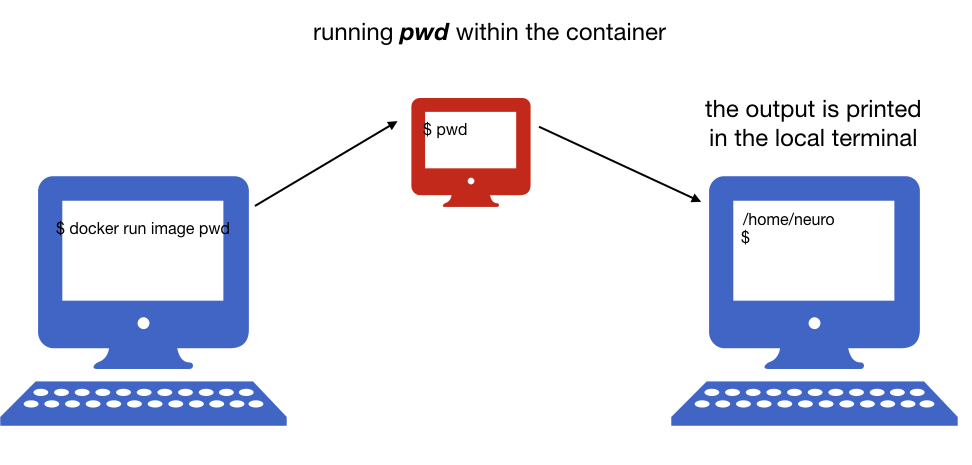 running pwd within the container
$ pwd
the output is printed
in the local terminal
$ docker run image pwd
/home/neuro
$